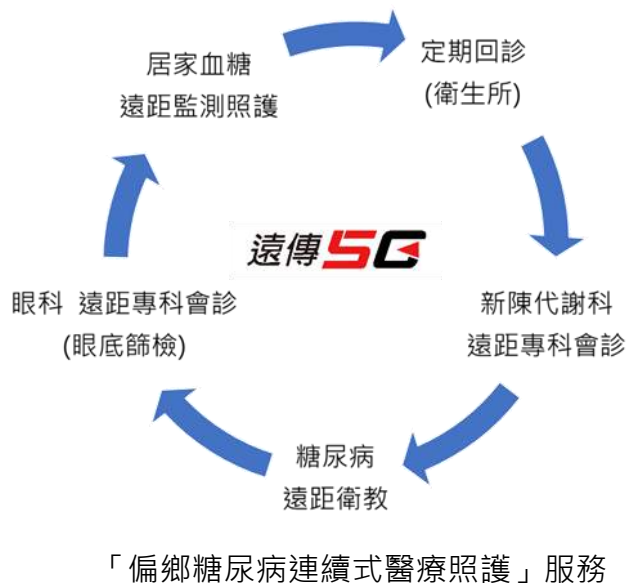 居家血糖
遠距監測照護
定期回診
(衛生所)
遠傳5G
新陳代謝科
遠距專科會診
糖尿病
遠距衛教
眼科 遠距專科會診
(眼底篩檢)
「偏鄉糖尿病連續式醫療照護」服務